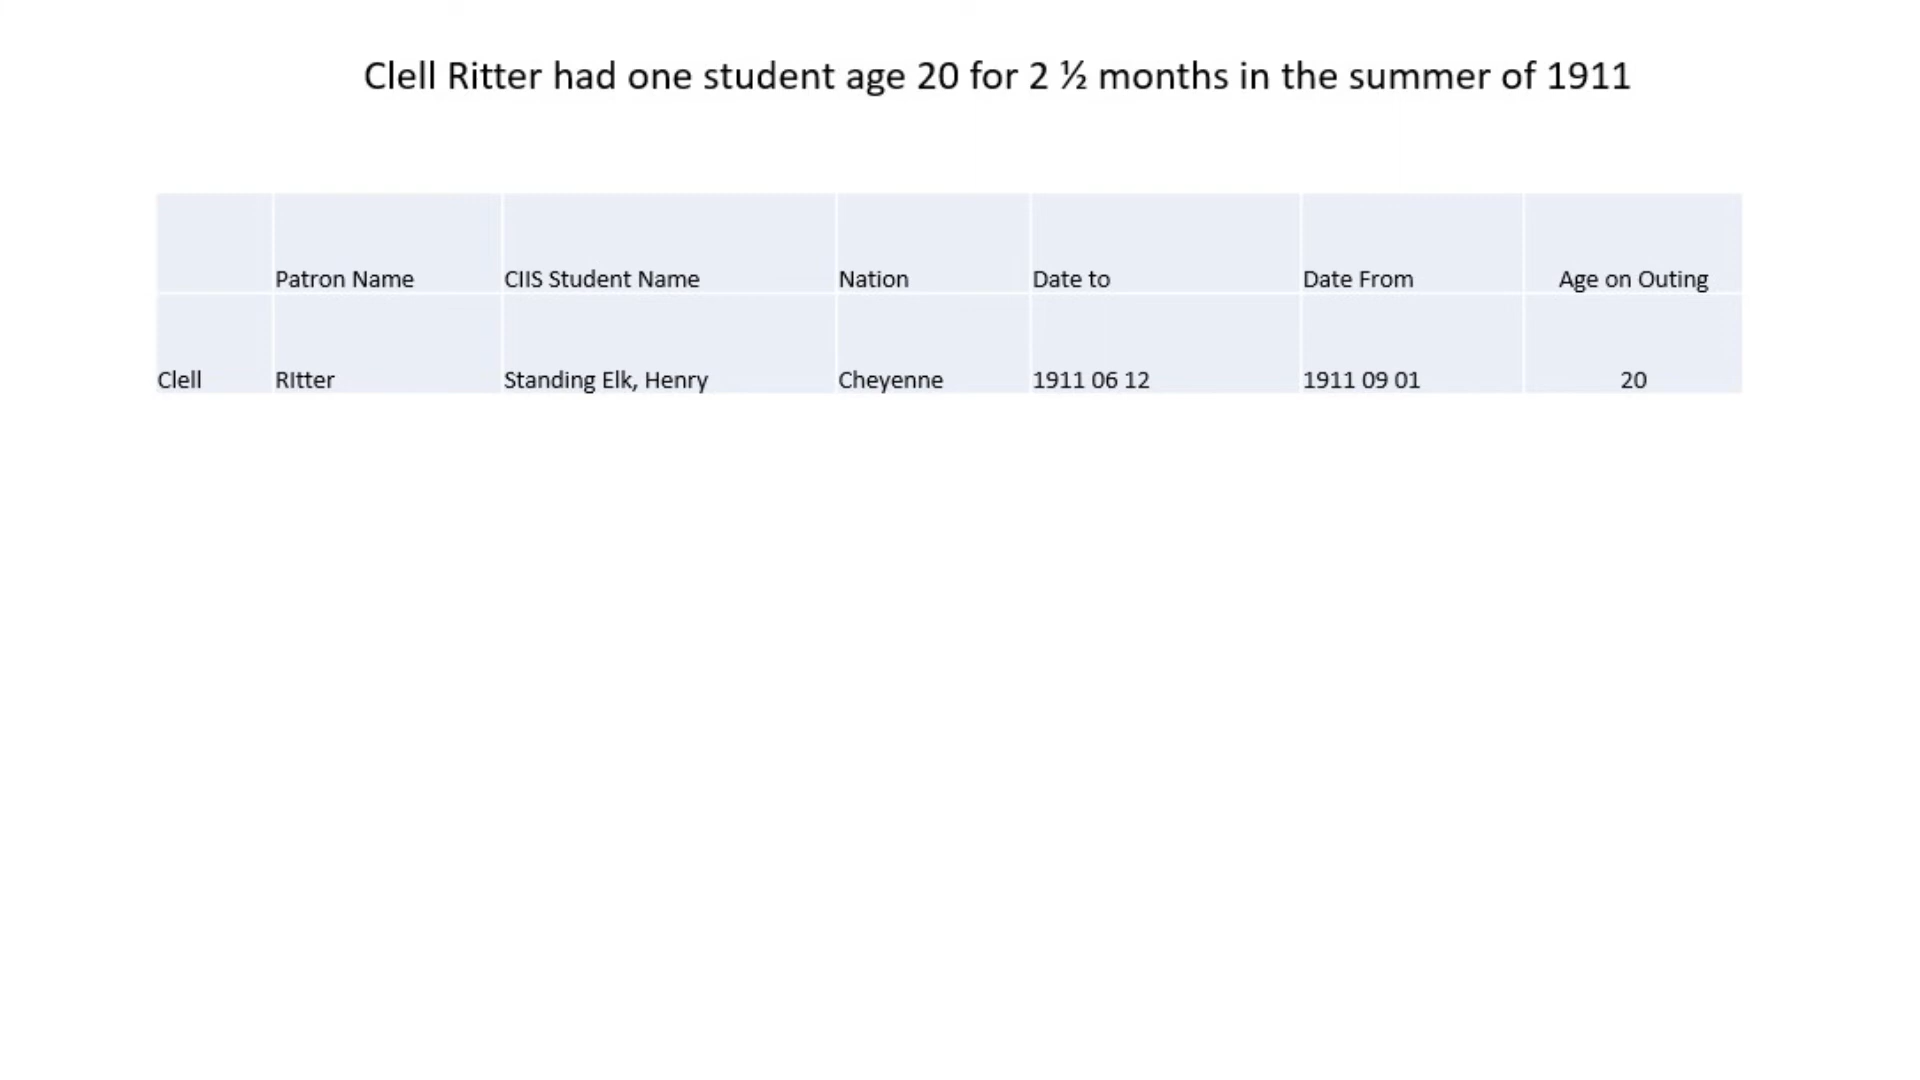 Clell Ritter had one student age 20 for 2 ½ months in the summer of 1911
Patron Name CIIS Student Name Nation Date to Date From Age on Outing
Clell RItter Standing Elk, Henry Cheyenne 1911 06 12 1911 09 01 20